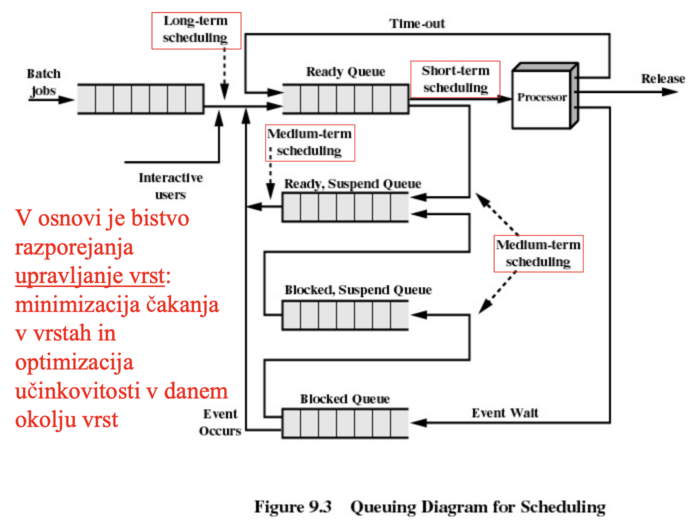 Long-term
scheduling
Time-out
Batch
jobs
Ready Queue
Short-term
scheduling
Processor
Release
Medium-term
scheduling
Interactive
users
Ready, Suspend Queue
V osnovi je bistvo
razporejanja
upravljanje vrst:
minimizacija čakanja
v vrstah in
optimizacija
učinkovitosti v danem
okolju vrst
Medium-term
scheduling
Blocked, Suspend Queue
Blocked Queue
Event
Occurs
Event Wait
Figure 9.3 Queuing Diagram for Scheduling